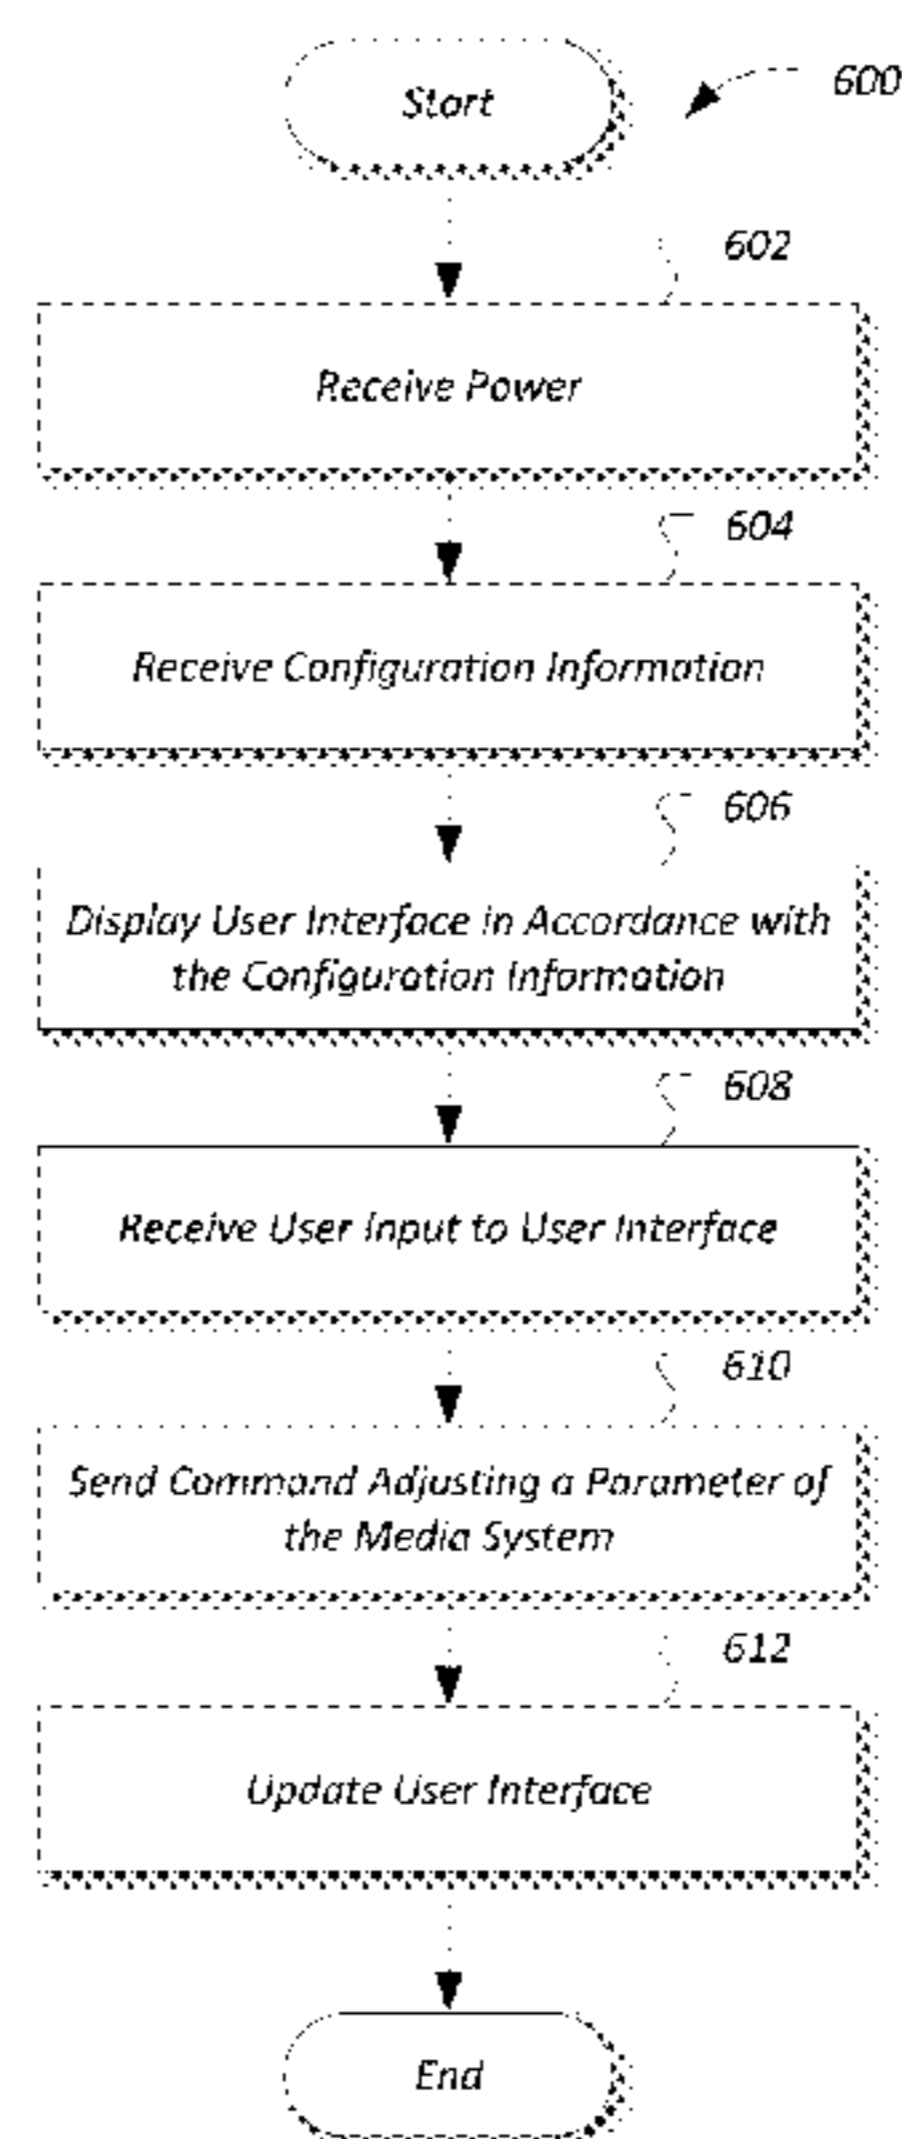 Start
600
602
Receive Power
604
Receive Configuration Information
606
Display User Interface in Accordance with
the Configuration Information
608
Receive User Input to User Interface
610
Send Command Adjusting a Parameter of
the Media System
612
Update User Interface
End